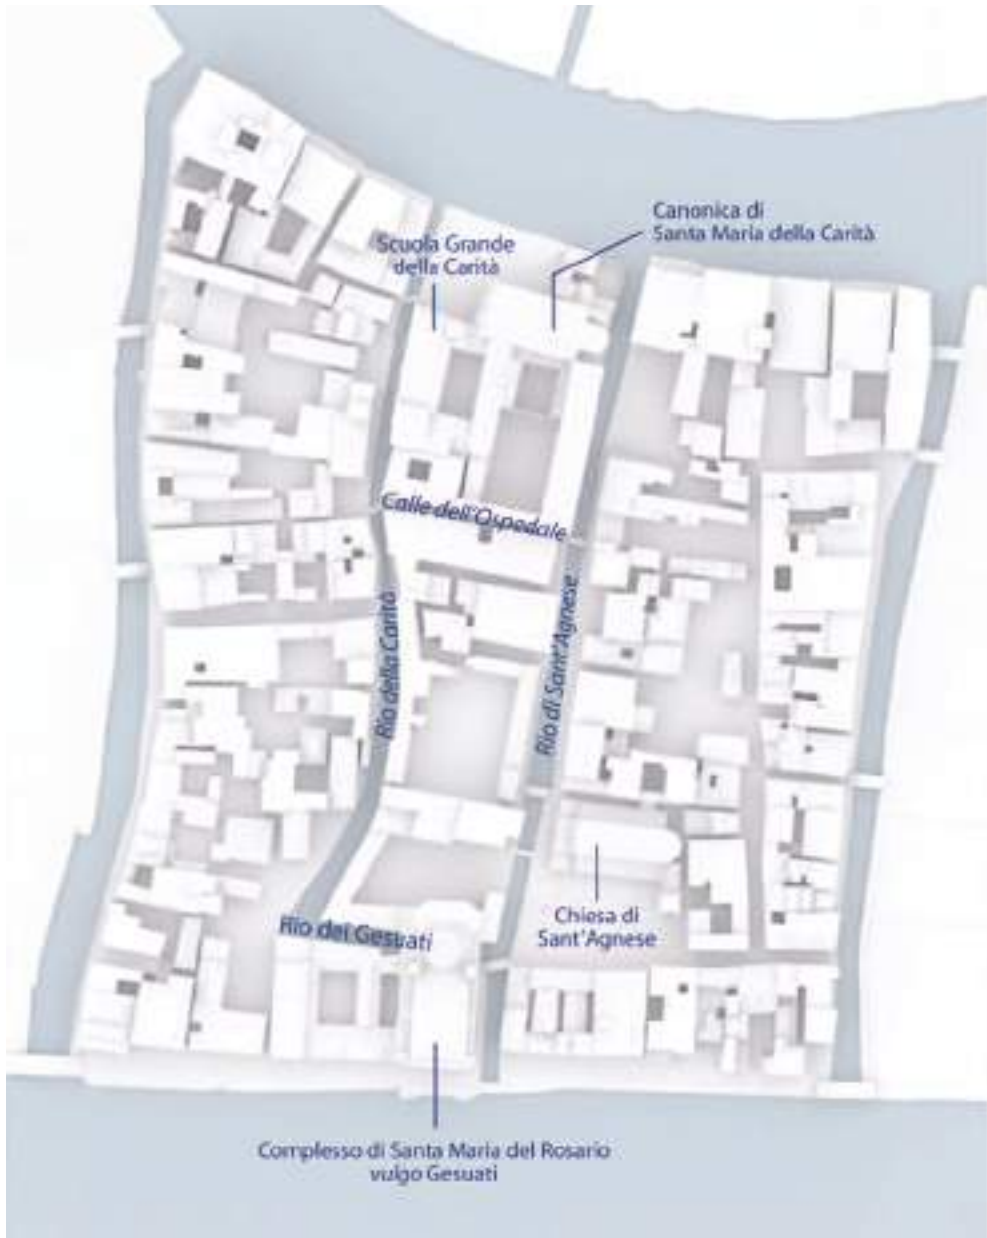 Canonica di
Santa Maria della Carità
Scuola Grande
della Carità
Calle dell'Ospedale
Rio della Carità
Rio di Sant'Agnese
Chiesa di
Sant'Agnese
Rio dei Gesuati
Complesso di Santa Maria del Rosario
vulgo Gesuati